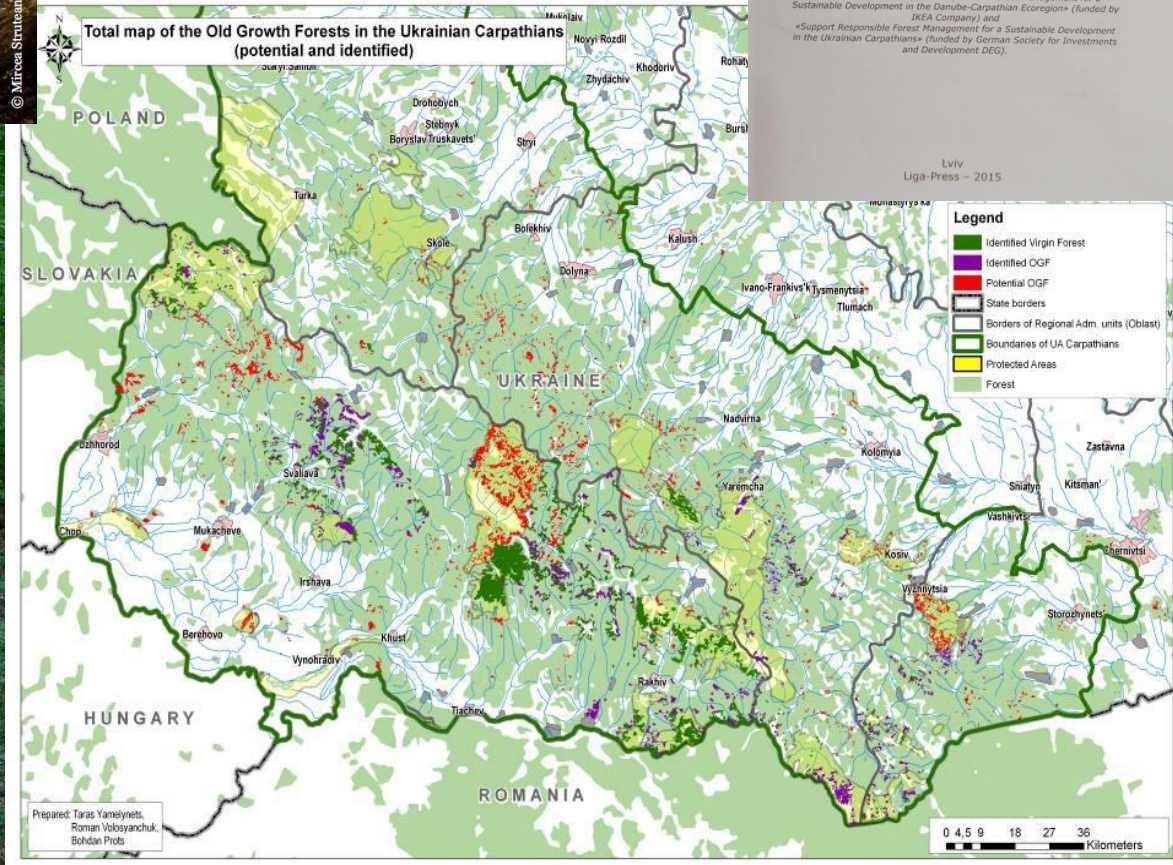 © Mircea Strutean
Sustainable Development in the Danube-Carpathian Ecoregion» (funded by
IKEA Company) and
«Support Responsible Forest Management for a Sustainable Development
in the Ukrainian Carpathians» (funded by German Society for Investments
and Development DEG).
Lviv
Liga-Press – 2015
Total map of the Old Growth Forests in the Ukrainian Carpathians
(potential and identified)
S
Mykolaiv
Novyi Rozdil
Khodoriv
Zhydachiv
Staryi Sambir
POLAND
Drohobych
Stebnyk
Boryslav
Truskavets'
Stryi
Turka
Skole
Bolekhiv
Kalush
Dolyna
SLOVAKIA
Ivano-Frankivs'k
Tysmenytsia
Tlumach
UKRAINE
Nadvirna
Kolomyia
Zastavna
Uzhhorod
Svaliava
Yaremcha
Sniatyn
Kitsman'
Vashkivtsi
Chop
Mukacheve
Kosiv
Chernivtsi
Irshava
Vyzhnytsia
Storozhynets'
Berehovo
Khust
Vynohradiv
Rakhiv
Tiachev
HUNGARY
ROMANIA
Legend
Identified Virgin Forest
Identified OGF
Potential OGF
State borders
Borders of Regional Adm. units (Oblast)
Boundaries of UA Carpathians
Protected Areas
Forest
Prepared: Taras Yamelynets,
Roman Volosyanchuk,
Bohdan Prots
0 4,5 9 18 27 36
Kilometers